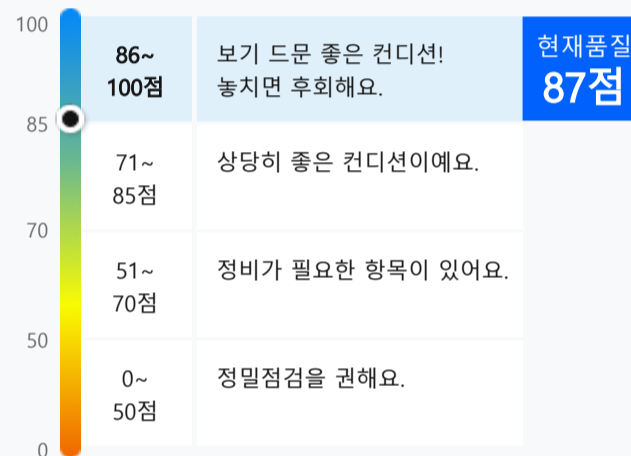 100
86~
100점
보기 드문 좋은 컨디션!
놓치면 후회해요.
현재품질
87점
85
71~
85점
상당히 좋은 컨디션이예요.
70
51~
70점
정비가 필요한 항목이 있어요.
50
0~
50점
정밀점검을 권해요.
0